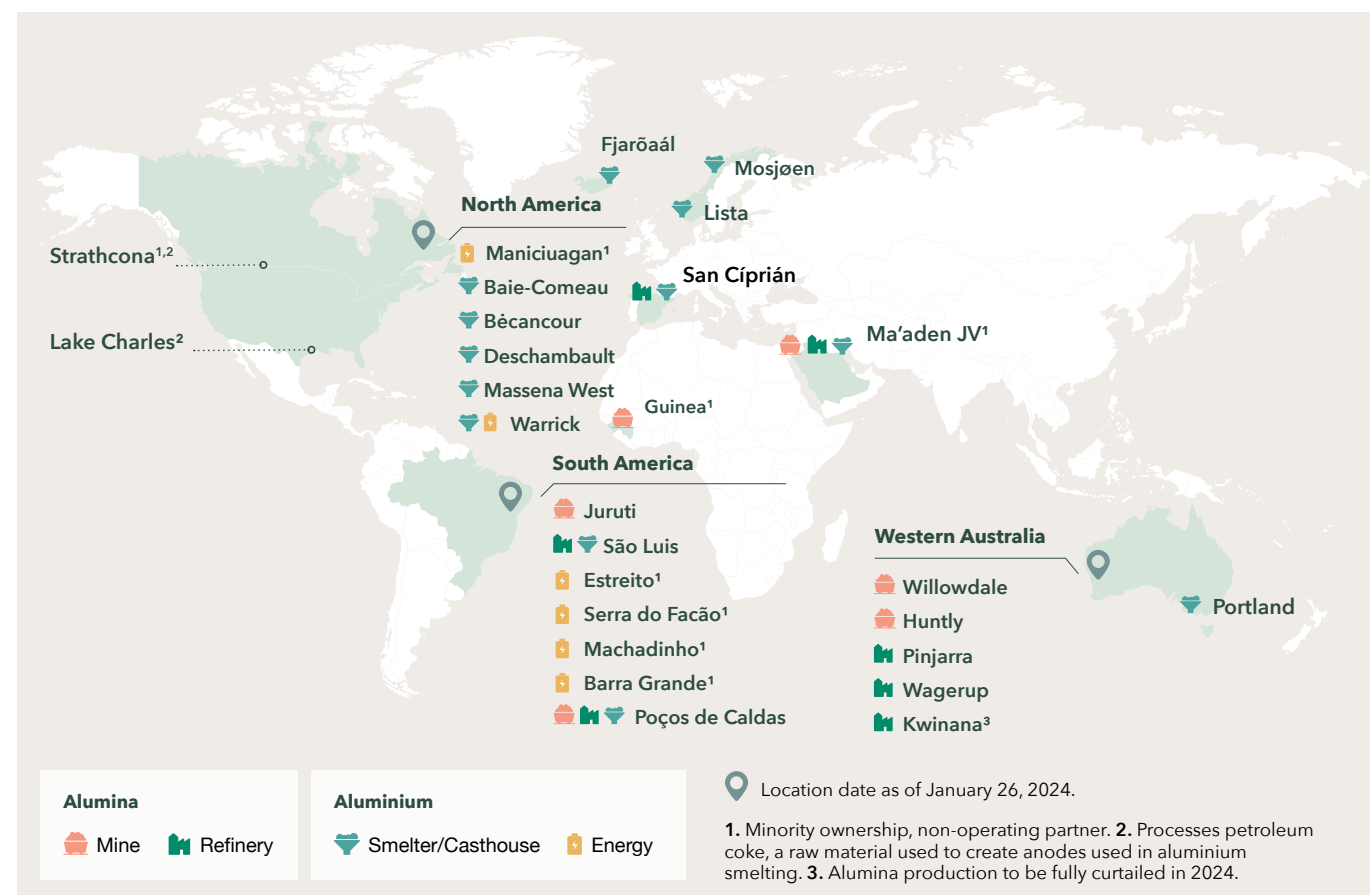 Fjarõaál
Mosjøen
Lista
North America
Strathcona¹,²
Maniciuagan¹
San Cíprián
Baie-Comeau
Bėcancour
Lake Charles²
Ma’aden JV¹
Deschambault
Massena West
Guinea¹
Warrick
South America
Juruti
São Luis
Western Australia
Estreito¹
Willowdale
Serra do Facão¹
Portland
Huntly
Machadinho¹
Pinjarra
Barra Grande¹
Wagerup
Poços de Caldas
Kwinana³
Alumina
Mine
Refinery
Aluminium
Smelter/Casthouse
Energy
Location date as of January 26, 2024.
1. Minority ownership, non-operating partner. 2. Processes petroleum
coke, a raw material used to create anodes used in aluminium
smelting. 3. Alumina production to be fully curtailed in 2024.